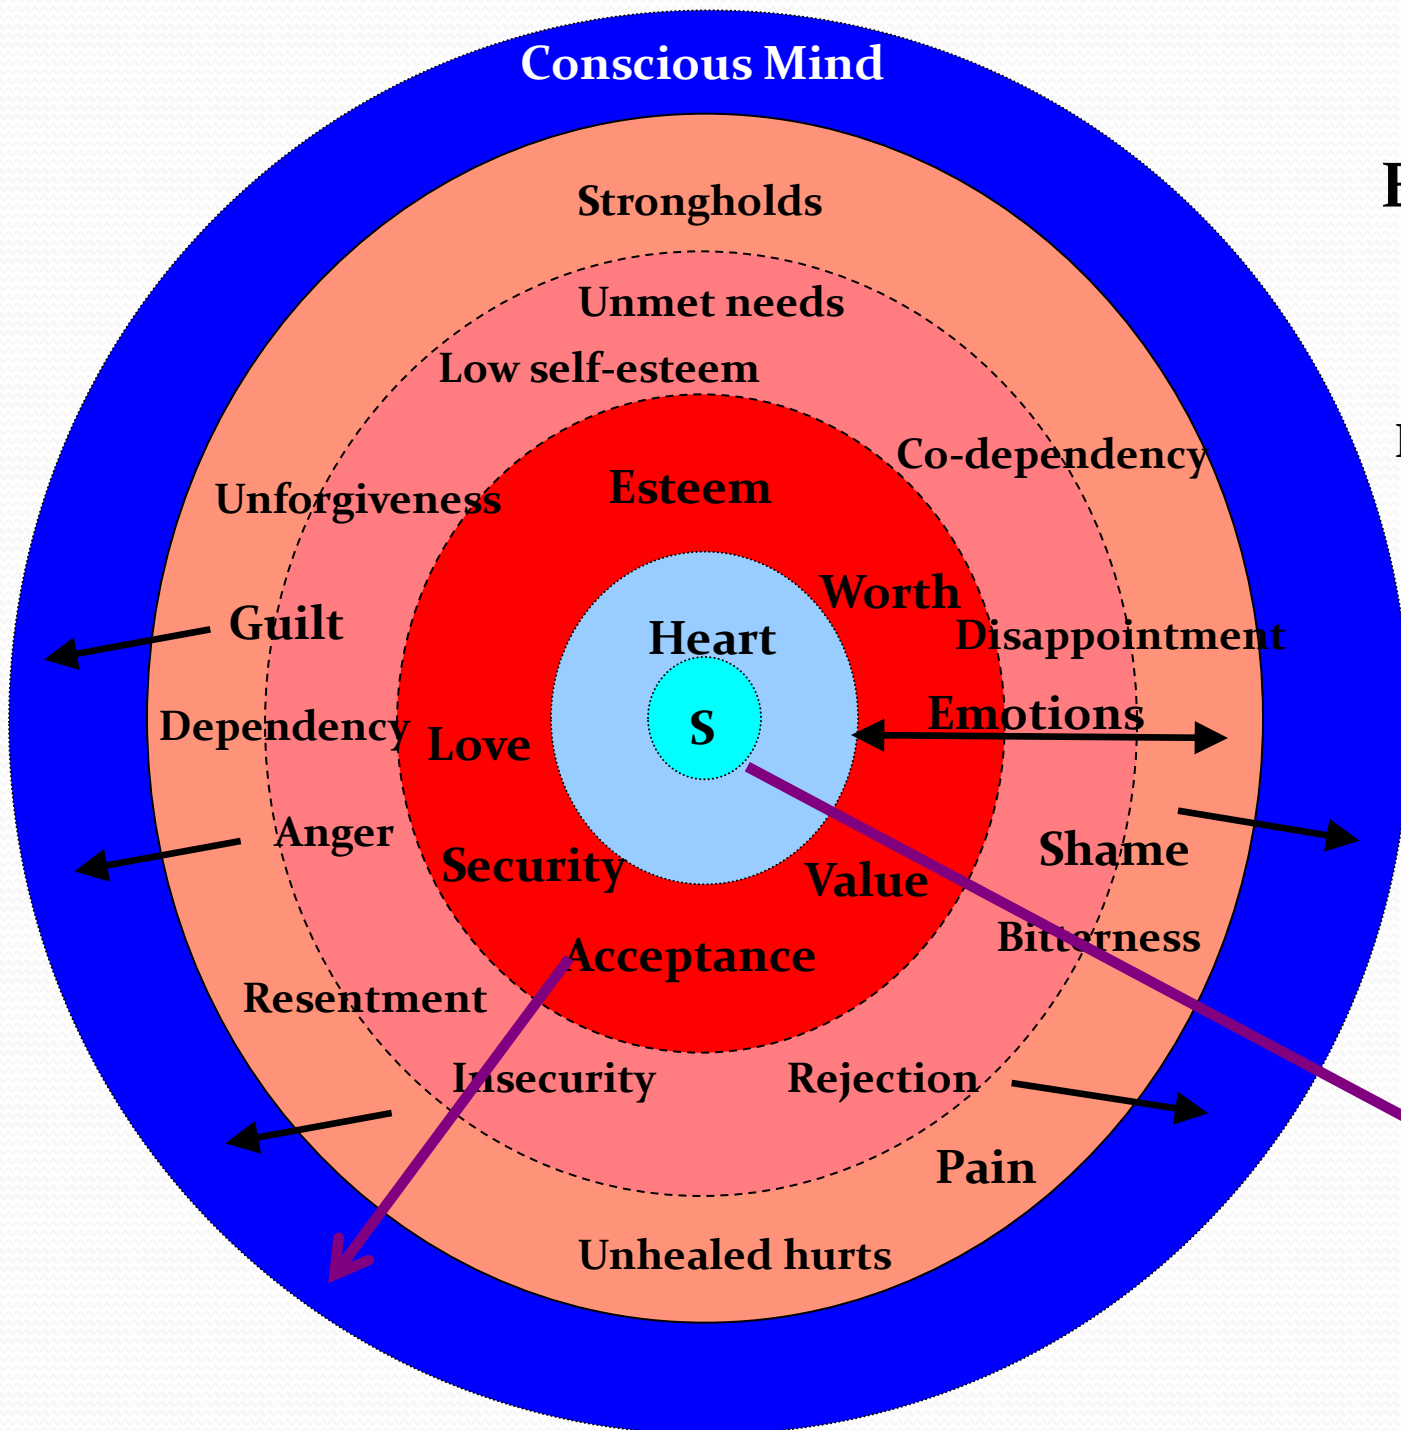 Conscious Mind
Strongholds
Unmet needs
Low self-esteem
Co-dependency
Esteem
Unforgiveness
Worth
Guilt
Heart
Disappointment
Emotions
Dependency
Love
S
Anger
Shame
Security
Value
Bitterness
Acceptance
Resentment
Insecurity
Rejection
Pain
Unhealed hurts